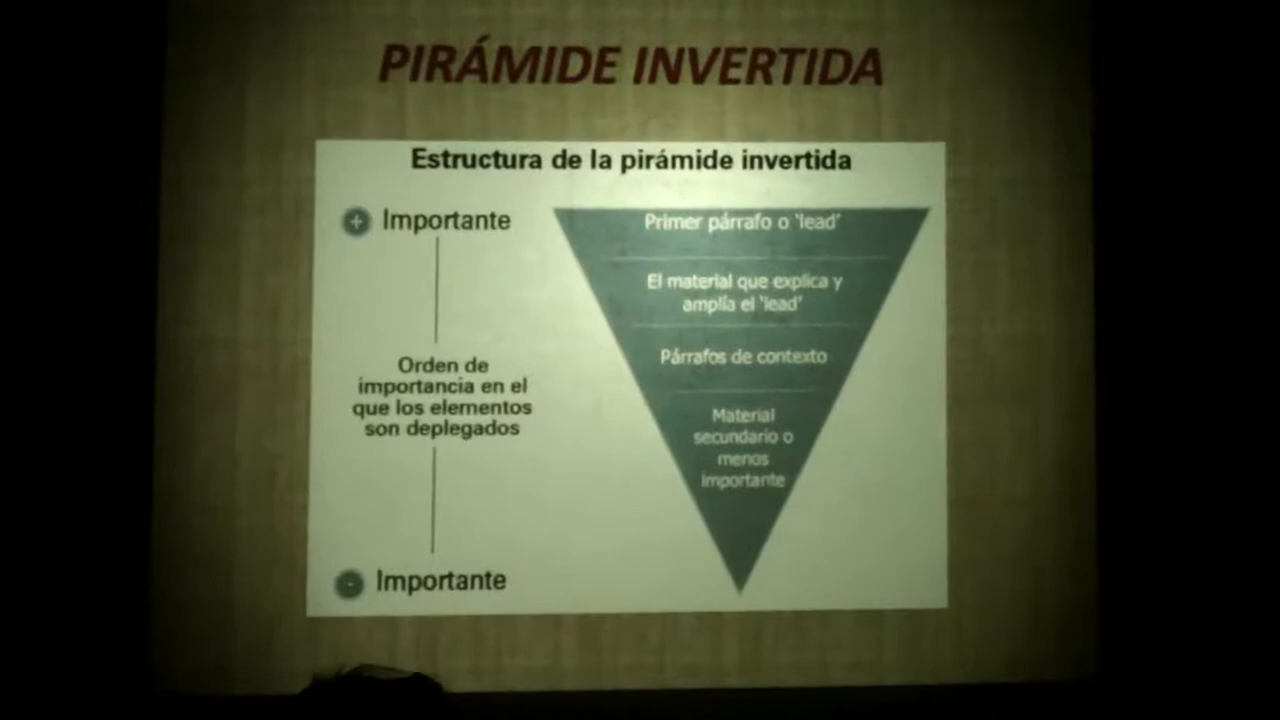 PIRÁMIDE INVERTIDA
Estructura de la pirámide invertida
+ Importante
Orden de
importancia en el
que los elementos
son deplegados
- Importante
Primer párrafo o 'lead'
El material que explica y
amplía el 'lead'
Párrafos de contexto
Material
secundario o
menos
importante